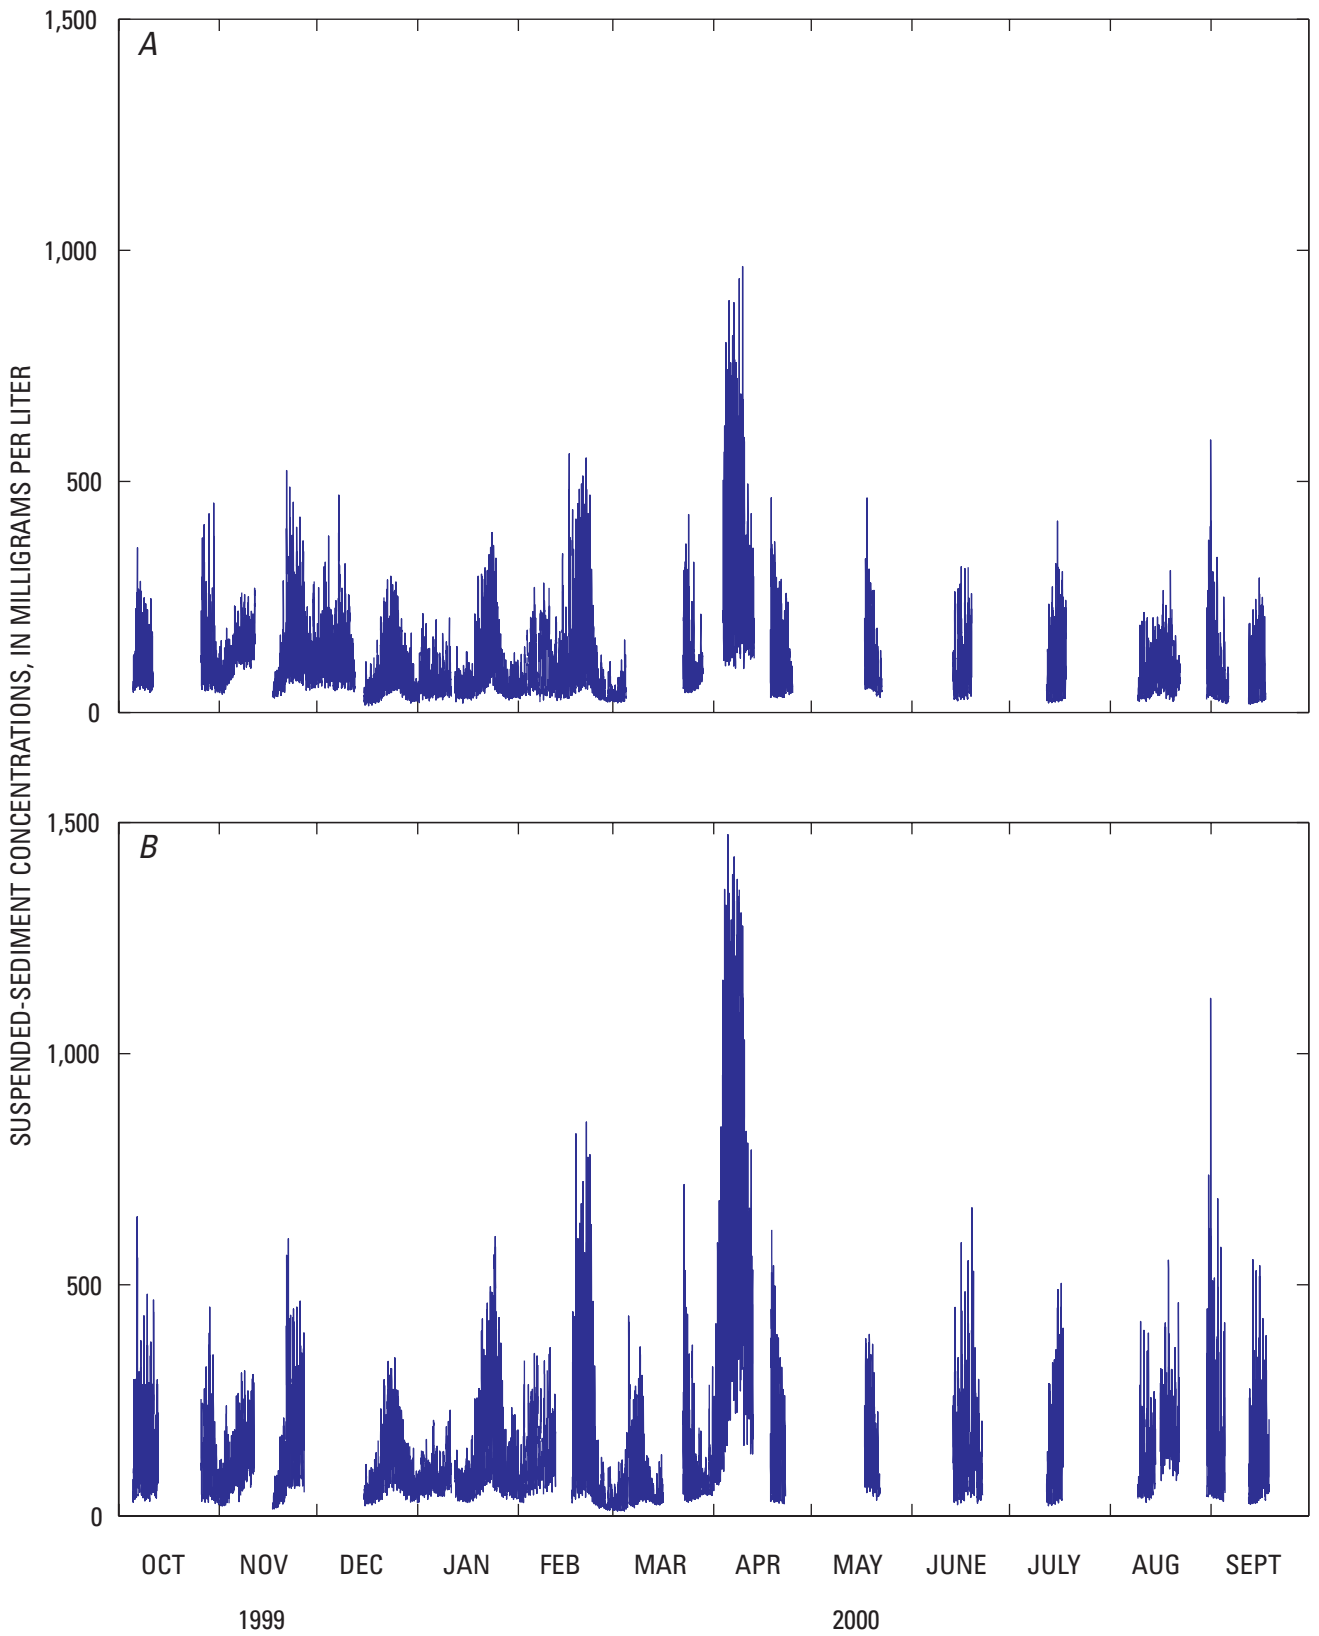 SUSPENDED-SEDIMENT CONCENTRATIONS, IN MILLIGRAMS PER LITER
1,500
A
1,000
500
0
1,500
B
1,000
500
0
OCT NOV DEC JAN FEB MAR APR MAY JUNE JULY AUG SEPT
1999 2000